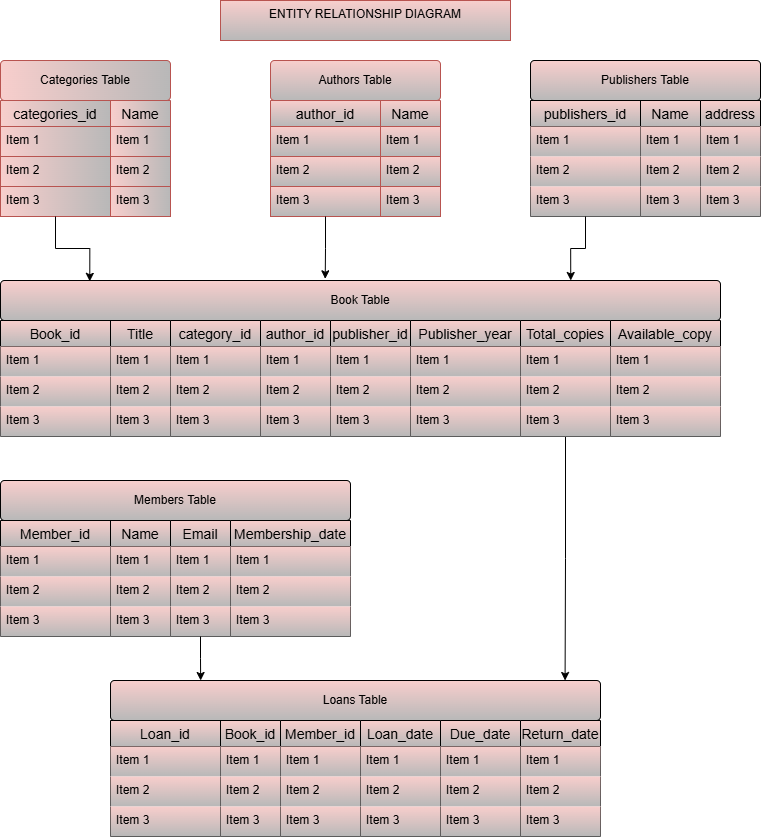 ENTITY RELATIONSHIP DIAGRAM
Categories Table
categories_id Name
Item 1 Item 1
Item 2 Item 2
Item 3 Item 3
Authors Table
author_id Name
Item 1 Item 1
Item 2 Item 2
Item 3 Item 3
Publishers Table
publishers_id Name address
Item 1 Item 1 Item 1
Item 2 Item 2 Item 2
Item 3 Item 3 Item 3
Book Table
Book_id Title category_id author_id publisher_id Publisher_year Total_copies Available_copy
Item 1 Item 1 Item 1 Item 1 Item 1 Item 1 Item 1 Item 1
Item 2 Item 2 Item 2 Item 2 Item 2 Item 2 Item 2 Item 2
Item 3 Item 3 Item 3 Item 3 Item 3 Item 3 Item 3 Item 3
Members Table
Member_id Name Email Membership_date
Item 1 Item 1 Item 1 Item 1
Item 2 Item 2 Item 2 Item 2
Item 3 Item 3 Item 3 Item 3
Loans Table
Loan_id Book_id Member_id Loan_date Due_date Return_date
Item 1 Item 1 Item 1 Item 1 Item 1 Item 1
Item 2 Item 2 Item 2 Item 2 Item 2 Item 2
Item 3 Item 3 Item 3 Item 3 Item 3 Item 3